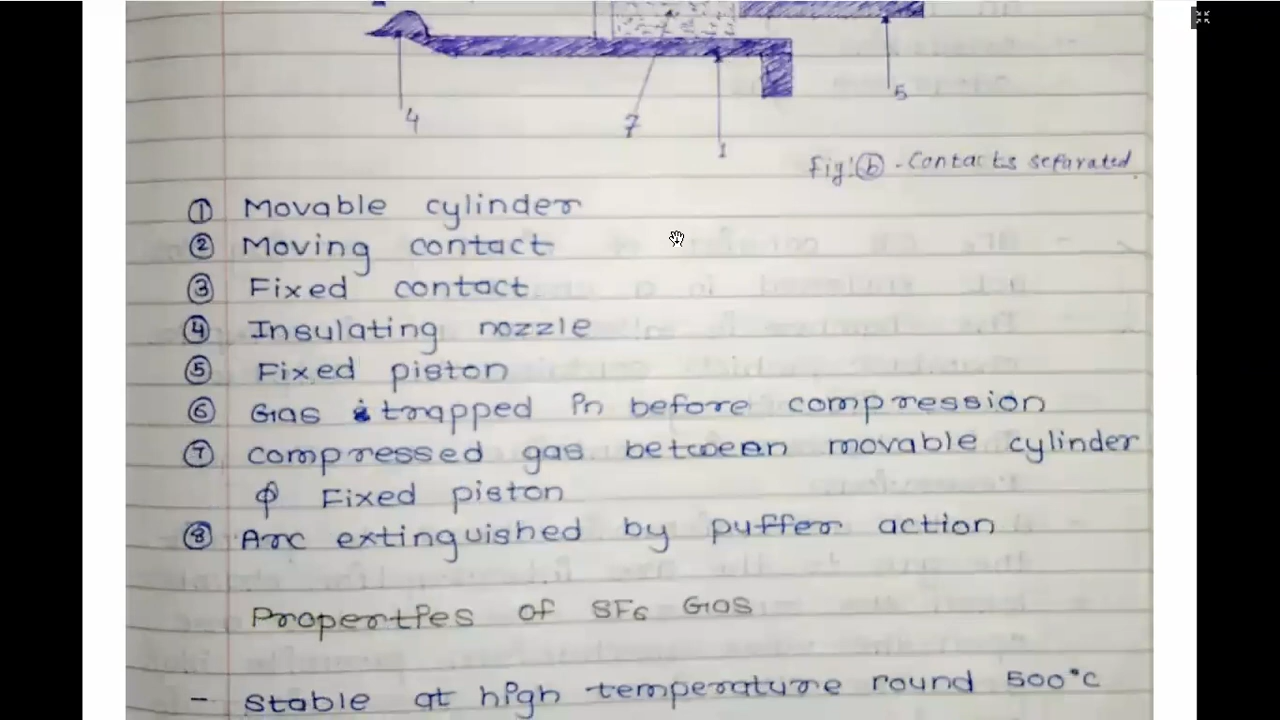 5
4
7
1
Fig:ⓑ - Contacts separated.
① Movable cylinder
② Moving contact
③ Fixed contact
④ Insulating nozzle
⑤ Fixed piston
⑥ Gas trapped in before compression
⑦ compressed gas between movable cylinder
& Fixed piston
⑧ Arc extinguished by puffer action
Properties of SF6 Gas
- Stable at high temperature round 500°C